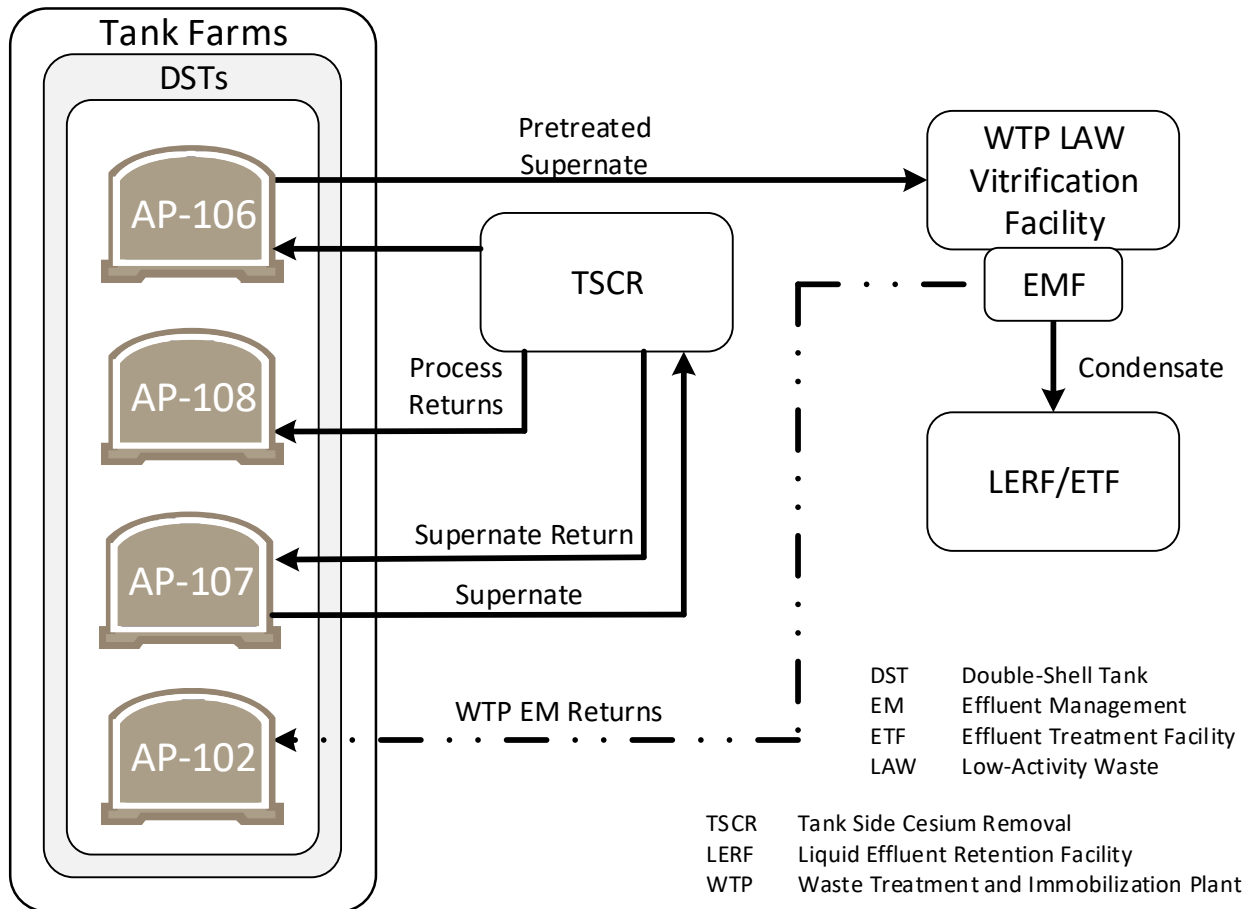 Tank Farms
DSTs
AP-106
AP-108
AP-107
AP-102
Pretreated
Supernate
TSCR
Process
Returns
Supernate Return
Supernate
WTP EM Returns
WTP LAW
Vitrification
Facility
EMF
Condensate
LERF/ETF
DST Double-Shell Tank
EM Effluent Management
ETF Effluent Treatment Facility
LAW Low-Activity Waste
TSCR Tank Side Cesium Removal
LERF Liquid Effluent Retention Facility
WTP Waste Treatment and Immobilization Plant